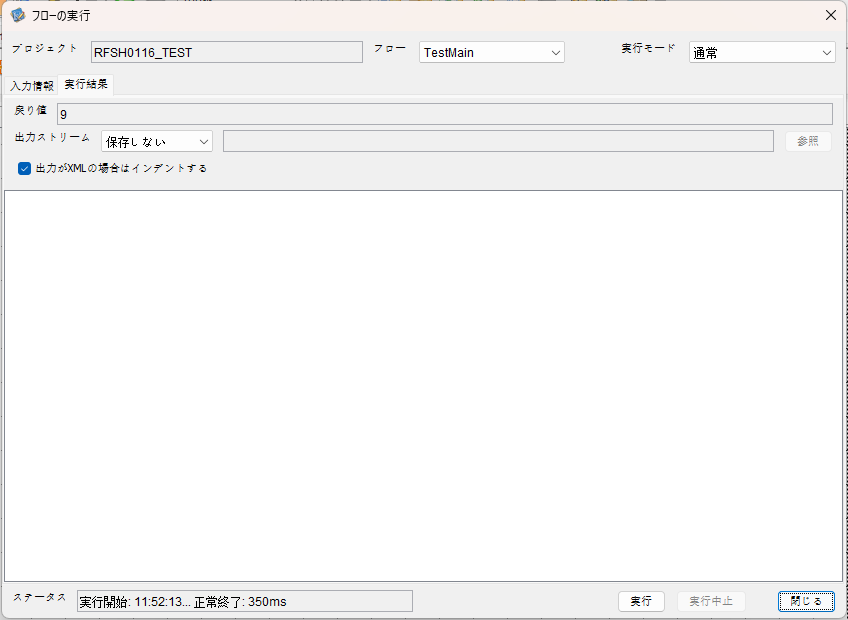 フローの実行
プロジェクト RFSH0116_TEST フロー TestMain 実行モード 通常
入力情報 実行結果
戻り値 9
出力ストリーム 保存しない 参照
出力がXMLの場合はインデントする
ステータス 実行開始: 11:52:13... 正常終了: 350ms 実行 実行中止 閉じる